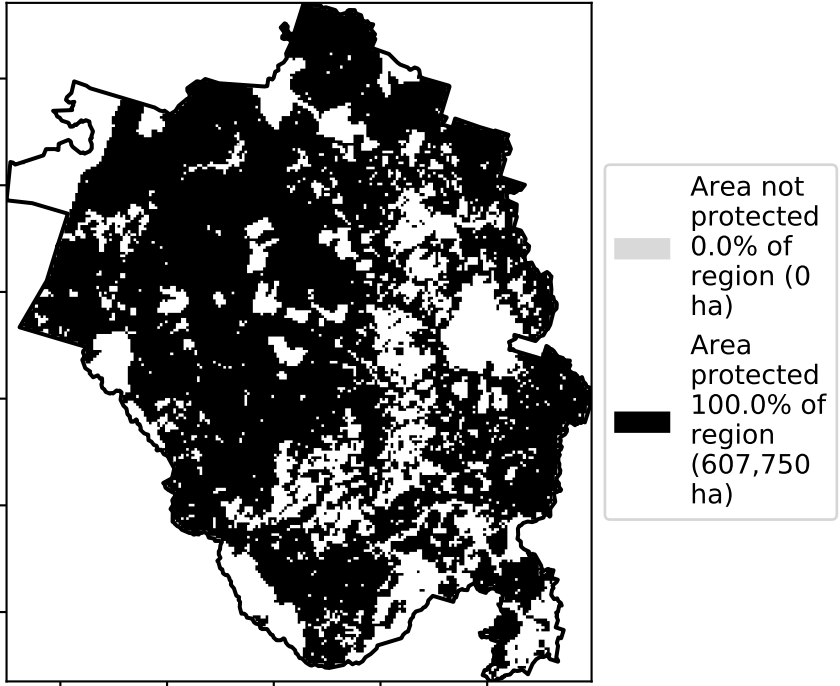 Area not
protected
0.0% of
region (0
ha)
Area
protected
100.0% of
region
(607,750
ha)